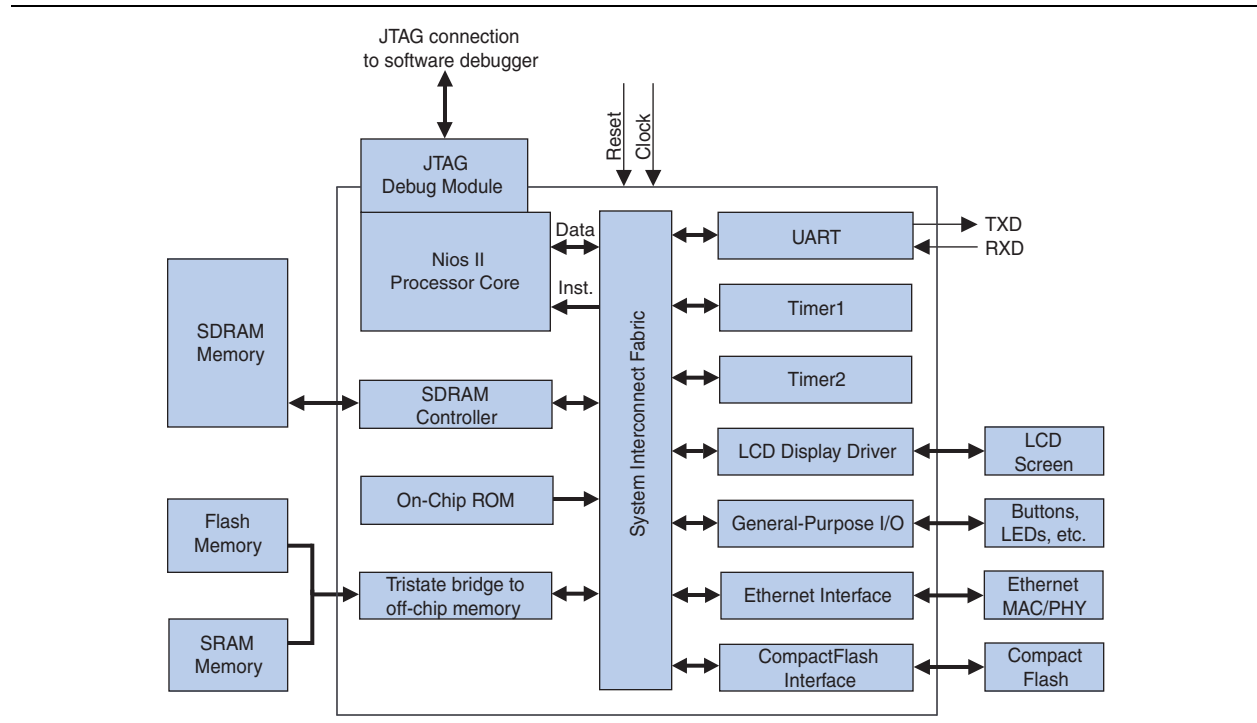 JTAG connection
to software debugger
Reset
Clock
JTAG
Debug Module
Nios II
Processor Core
Data
Inst.
System Interconnect Fabric
UART
TXD
RXD
Timer1
Timer2
SDRAM
Memory
SDRAM
Controller
LCD Display Driver
LCD
Screen
On-Chip ROM
General-Purpose I/O
Buttons,
LEDs, etc.
Flash
Memory
Tristate bridge to
off-chip memory
Ethernet Interface
Ethernet
MAC/PHY
SRAM
Memory
CompactFlash
Interface
Compact
Flash